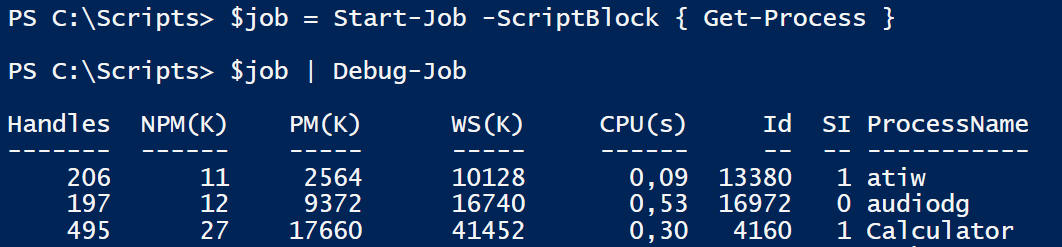 PS C:\Scripts> $job = Start-Job -ScriptBlock { Get-Process }
PS C:\Scripts> $job | Debug-Job
Handles  NPM(K)    PM(K)      WS(K)     CPU(s)     Id  SI ProcessName
-------  ------    -----      -----     ------     --  -- -----------
    206      11     2564      10128       0,09  13380   1 atiw
    197      12     9372      16740       0,53  16972   0 audiodg
    495      27    17660      41452       0,30   4160   1 Calculator